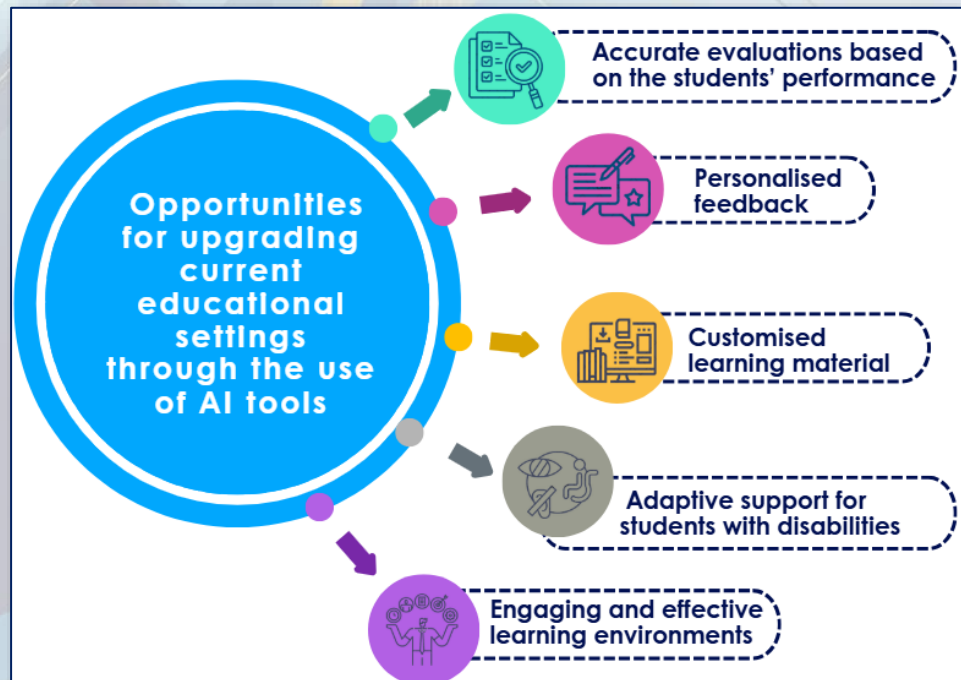 Opportunities
for upgrading
current
educational
settings
through the use
of AI tools
Accurate evaluations based
on the students' performance
Personalised
feedback
Customised
learning material
Adaptive support for
students with disabilities
Engaging and effective
learning environments